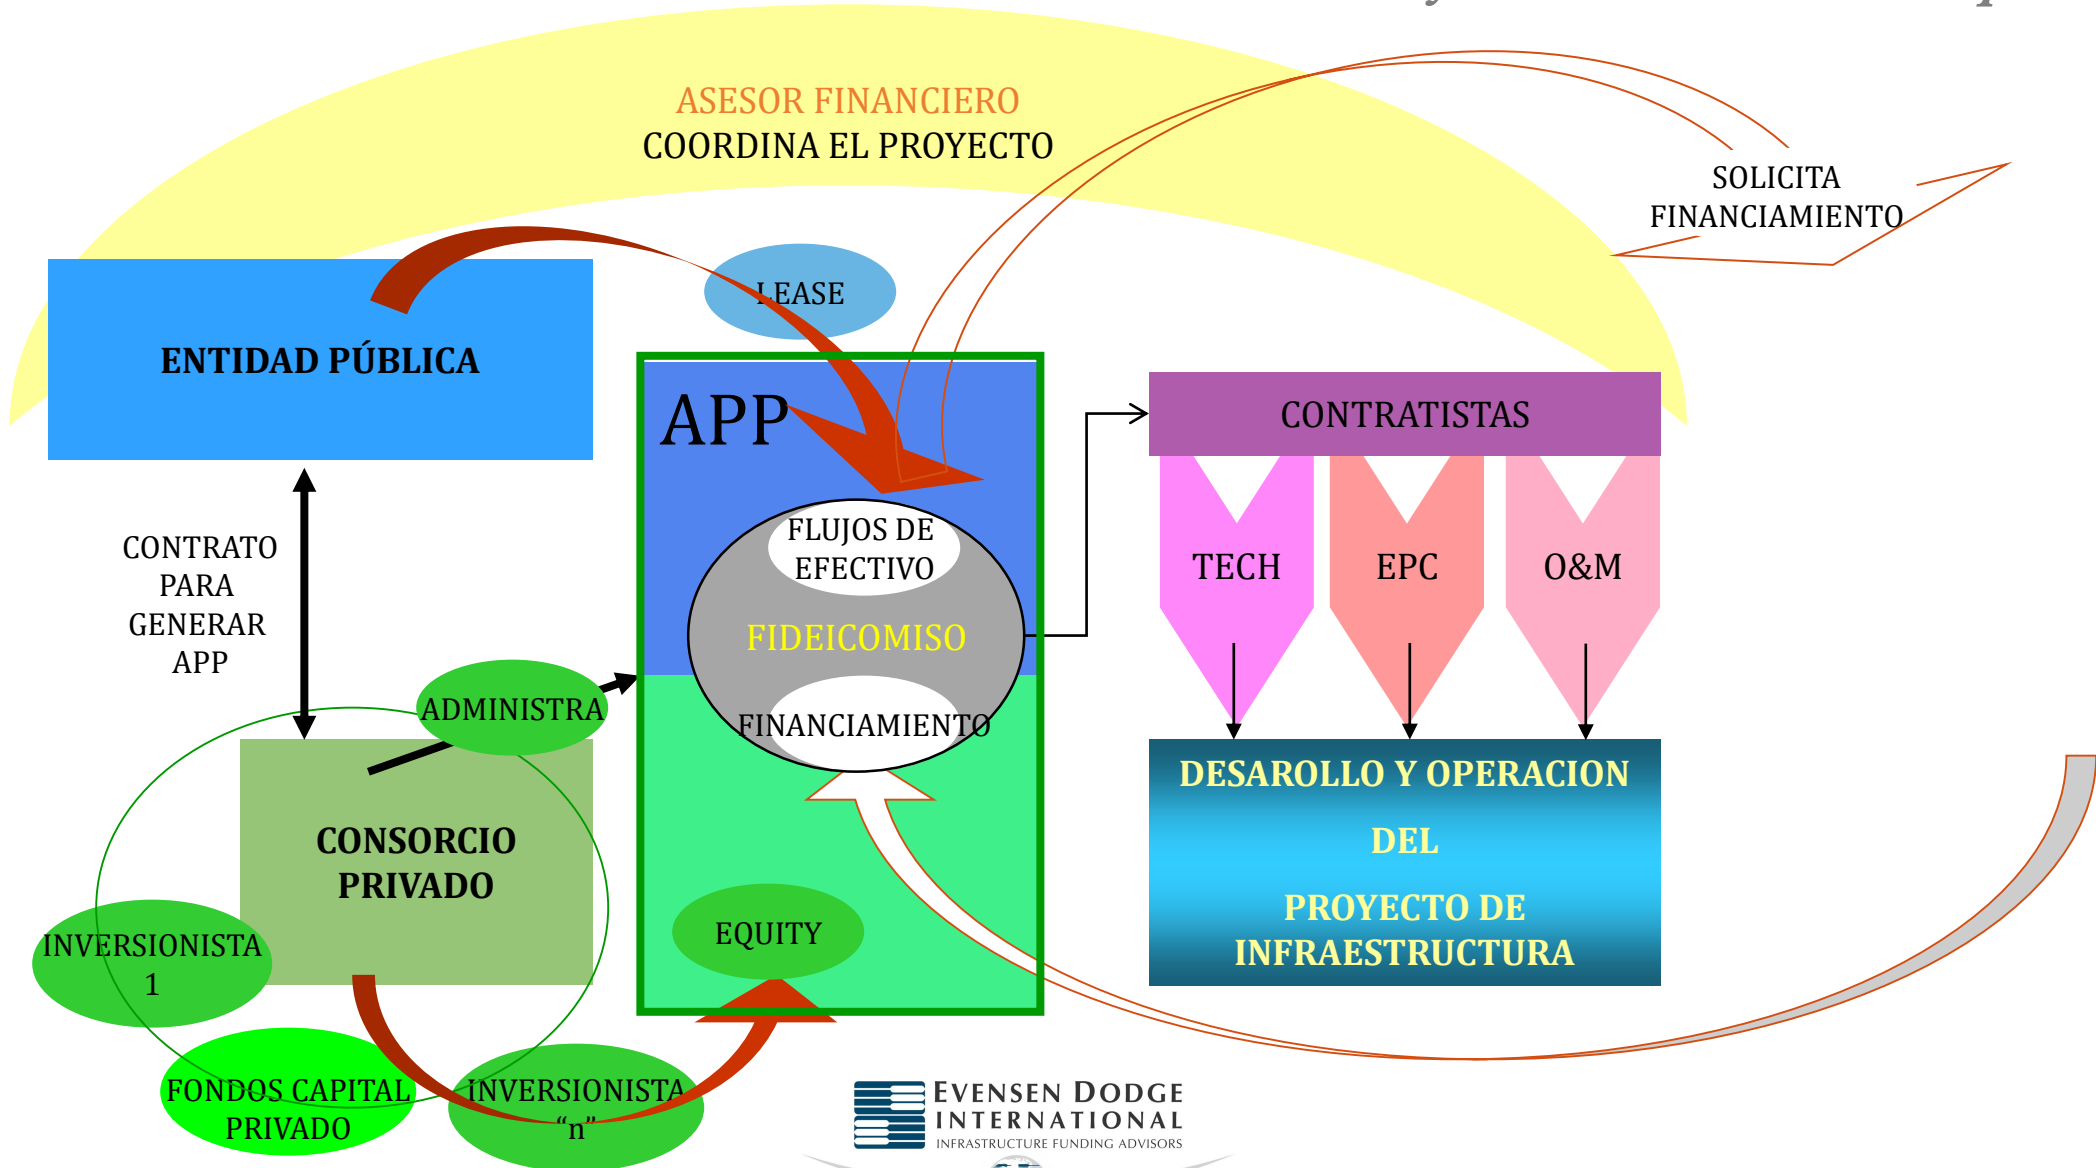 ASESOR FINANCIERO
COORDINA EL PROYECTO
SOLICITA
FINANCIAMIENTO
LEASE
ENTIDAD PÚBLICA
APP
CONTRATISTAS
FLUJOS DE
EFECTIVO
CONTRATO
PARA
GENERAR
APP
TECH
EPC
O&M
FIDEICOMISO
ADMINISTRA
FINANCIAMIENTO
CONSORCIO
PRIVADO
DESAROLLO Y OPERACION
DEL
PROYECTO DE
INFRAESTRUCTURA
EQUITY
INVERSIONISTA
1
FONDOS CAPITAL
PRIVADO
INVERSIONISTA
“n”
EVENSEN DODGE
INTERNATIONAL
INFRASTRUCTURE FUNDING ADVISORS